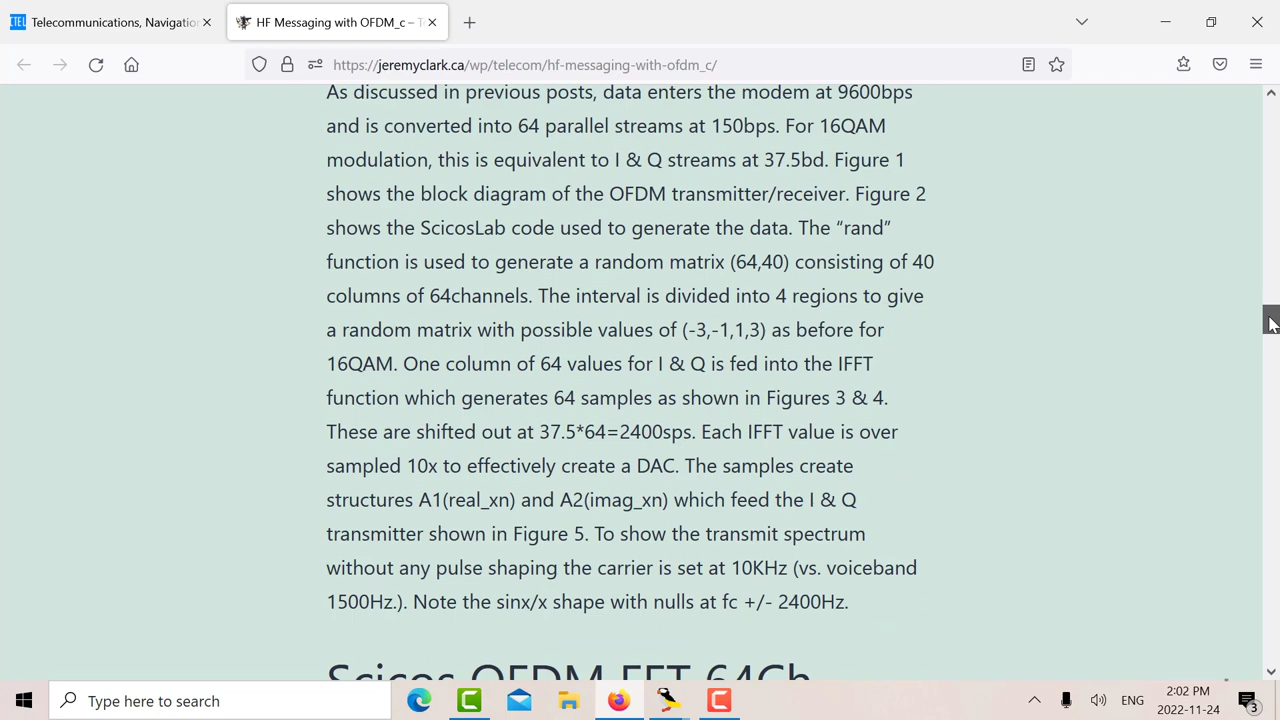 Telecommunications, Navigation
HF Messaging with OFDM_c – T
https://jeremyclark.ca/wp/telecom/hf-messaging-with-ofdm_c/
As discussed in previous posts, data enters the modem at 9600bps
and is converted into 64 parallel streams at 150bps. For 16QAM
modulation, this is equivalent to I & Q streams at 37.5bd. Figure 1
shows the block diagram of the OFDM transmitter/receiver. Figure 2
shows the ScicosLab code used to generate the data. The “rand”
function is used to generate a random matrix (64,40) consisting of 40
columns of 64channels. The interval is divided into 4 regions to give
a random matrix with possible values of (-3,-1,1,3) as before for
16QAM. One column of 64 values for I & Q is fed into the IFFT
function which generates 64 samples as shown in Figures 3 & 4.
These are shifted out at 37.5*64=2400sps. Each IFFT value is over
sampled 10x to effectively create a DAC. The samples create
structures A1(real_xn) and A2(imag_xn) which feed the I & Q
transmitter shown in Figure 5. To show the transmit spectrum
without any pulse shaping the carrier is set at 10KHz (vs. voiceband
1500Hz.). Note the sinx/x shape with nulls at fc +/- 2400Hz.
Scicos OFDM FFT 64Ch
Type here to search
ENG
2:02 PM
2022-11-24
3